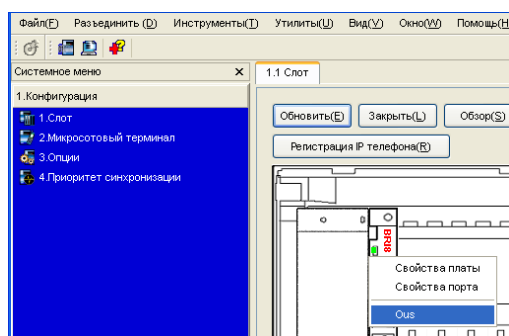 Файл(F) Разъединить (D) Инструменты(T) Утилиты(U) Вид(V) Окно(W) Помощь(H
Системное меню
1.1 Слот
1.Конфигурация
1.Слот
2.Микросотовый терминал
3.Опции
4.Приоритет синхронизации
Обновить(E) Закрыть(L) Обзор(S)
Репистрация IP телефона(R)
BRI8
Свойства платы
Свойства порта
Ous